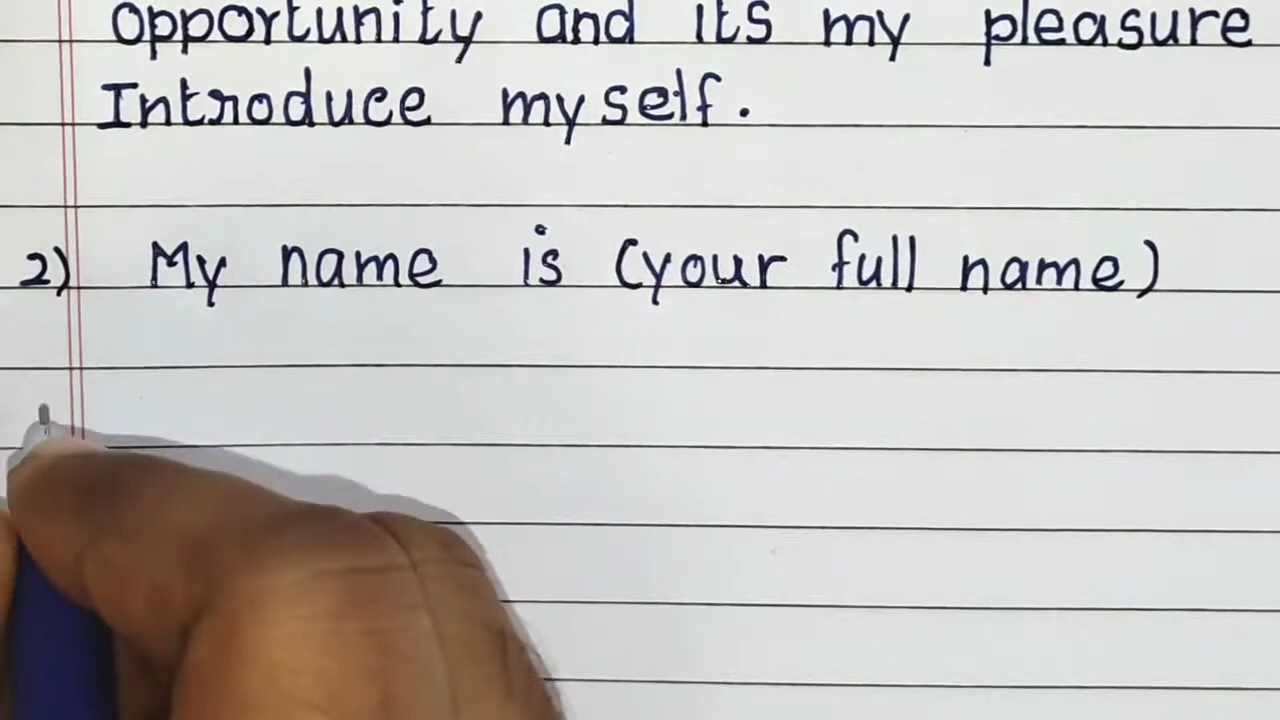 opportunity and its my pleasure
Introduce myself.
2) My name is (your full name)